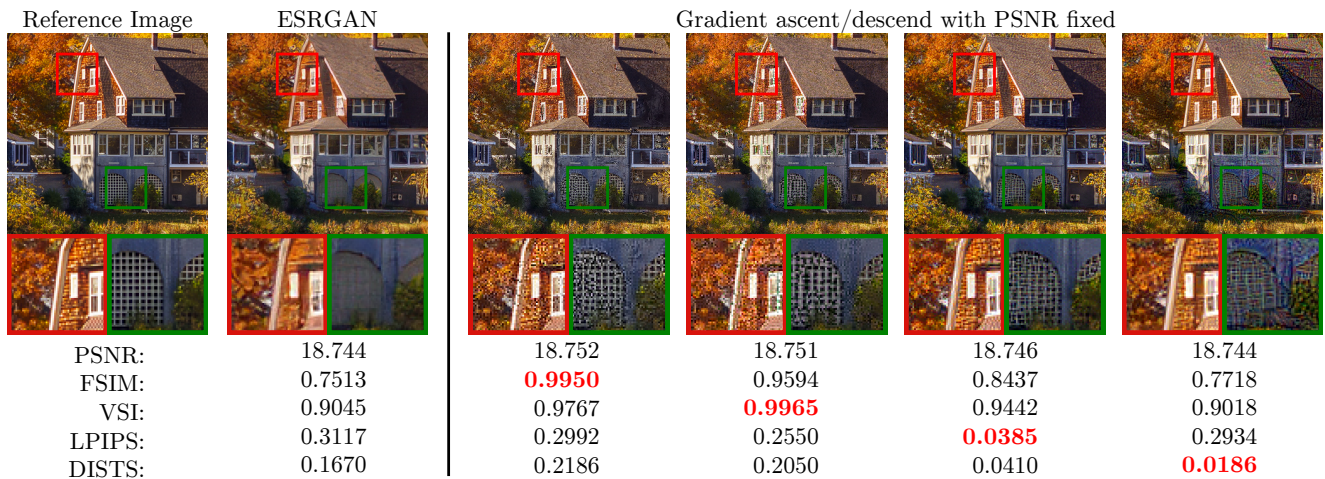 Reference Image ESRGAN Gradient ascent/descend with PSNR fixed
PSNR: 18.744 18.752 18.751 18.746 18.744
FSIM: 0.7513 0.9950 0.9594 0.8437 0.7718
VSI: 0.9045 0.9767 0.9965 0.9442 0.9018
LPIPS: 0.3117 0.2992 0.2550 0.0385 0.2934
DISTS: 0.1670 0.2186 0.2050 0.0410 0.0186